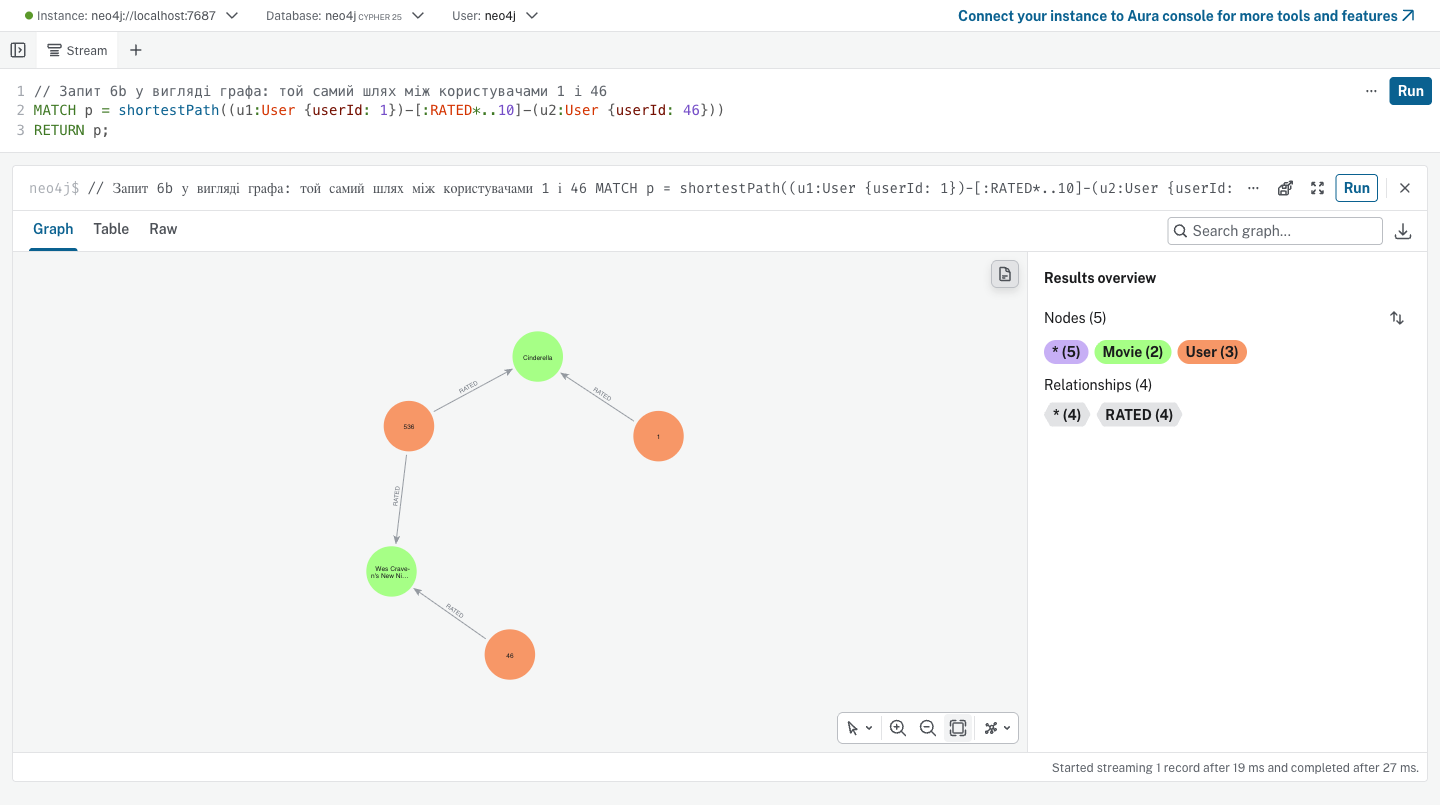 Instance: neo4j://localhost:7687 Database: neo4j CYPHER 25 User: neo4j Connect your instance to Aura console for more tools and features
Stream
1 // Запит 6b у вигляді графа: той самий шлях між користувачами 1 і 46
2 MATCH p = shortestPath((u1:User {userId: 1})-[:RATED*..10]-(u2:User {userId: 46}))
3 RETURN p;
Run
neo4j$ // Запит 6b у вигляді графа: той самий шлях між користувачами 1 і 46 MATCH p = shortestPath((u1:User {userId: 1})-[:RATED*..10]-(u2:User {userId: Run
Graph Table Raw
Search graph...
Cinderella
RATED
RATED
536
1
RATED
Wes Crave-
n's New Ni...
RATED
46
Results overview
Nodes (5)
* (5) Movie (2) User (3)
Relationships (4)
* (4) RATED (4)
Started streaming 1 record after 19 ms and completed after 27 ms.